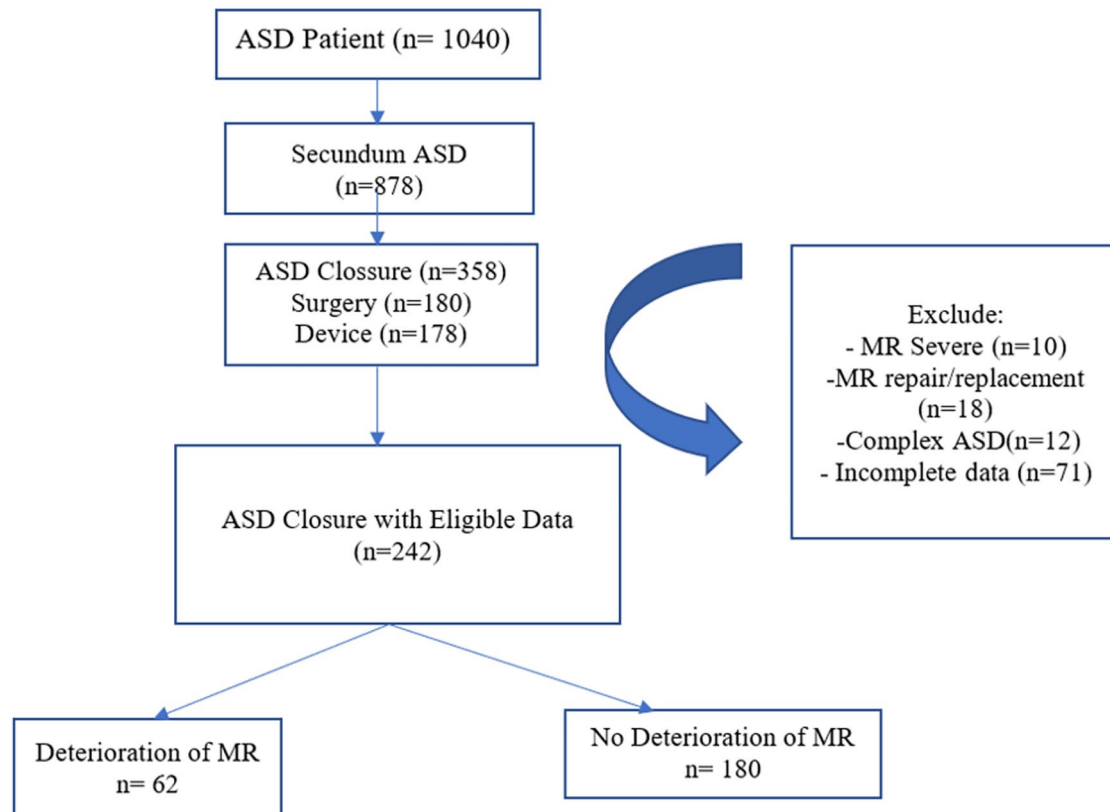 ASD Patient (n= 1040)
Secundum ASD
(n=878)
ASD Clossure (n=358)
Surgery (n=180)
Device (n=178)
Exclude:
- MR Severe (n=10)
-MR repair/replacement
(n=18)
-Complex ASD(n=12)
- Incomplete data (n=71)
ASD Closure with Eligible Data
(n=242)
Deterioration of MR
n= 62
No Deterioration of MR
n= 180